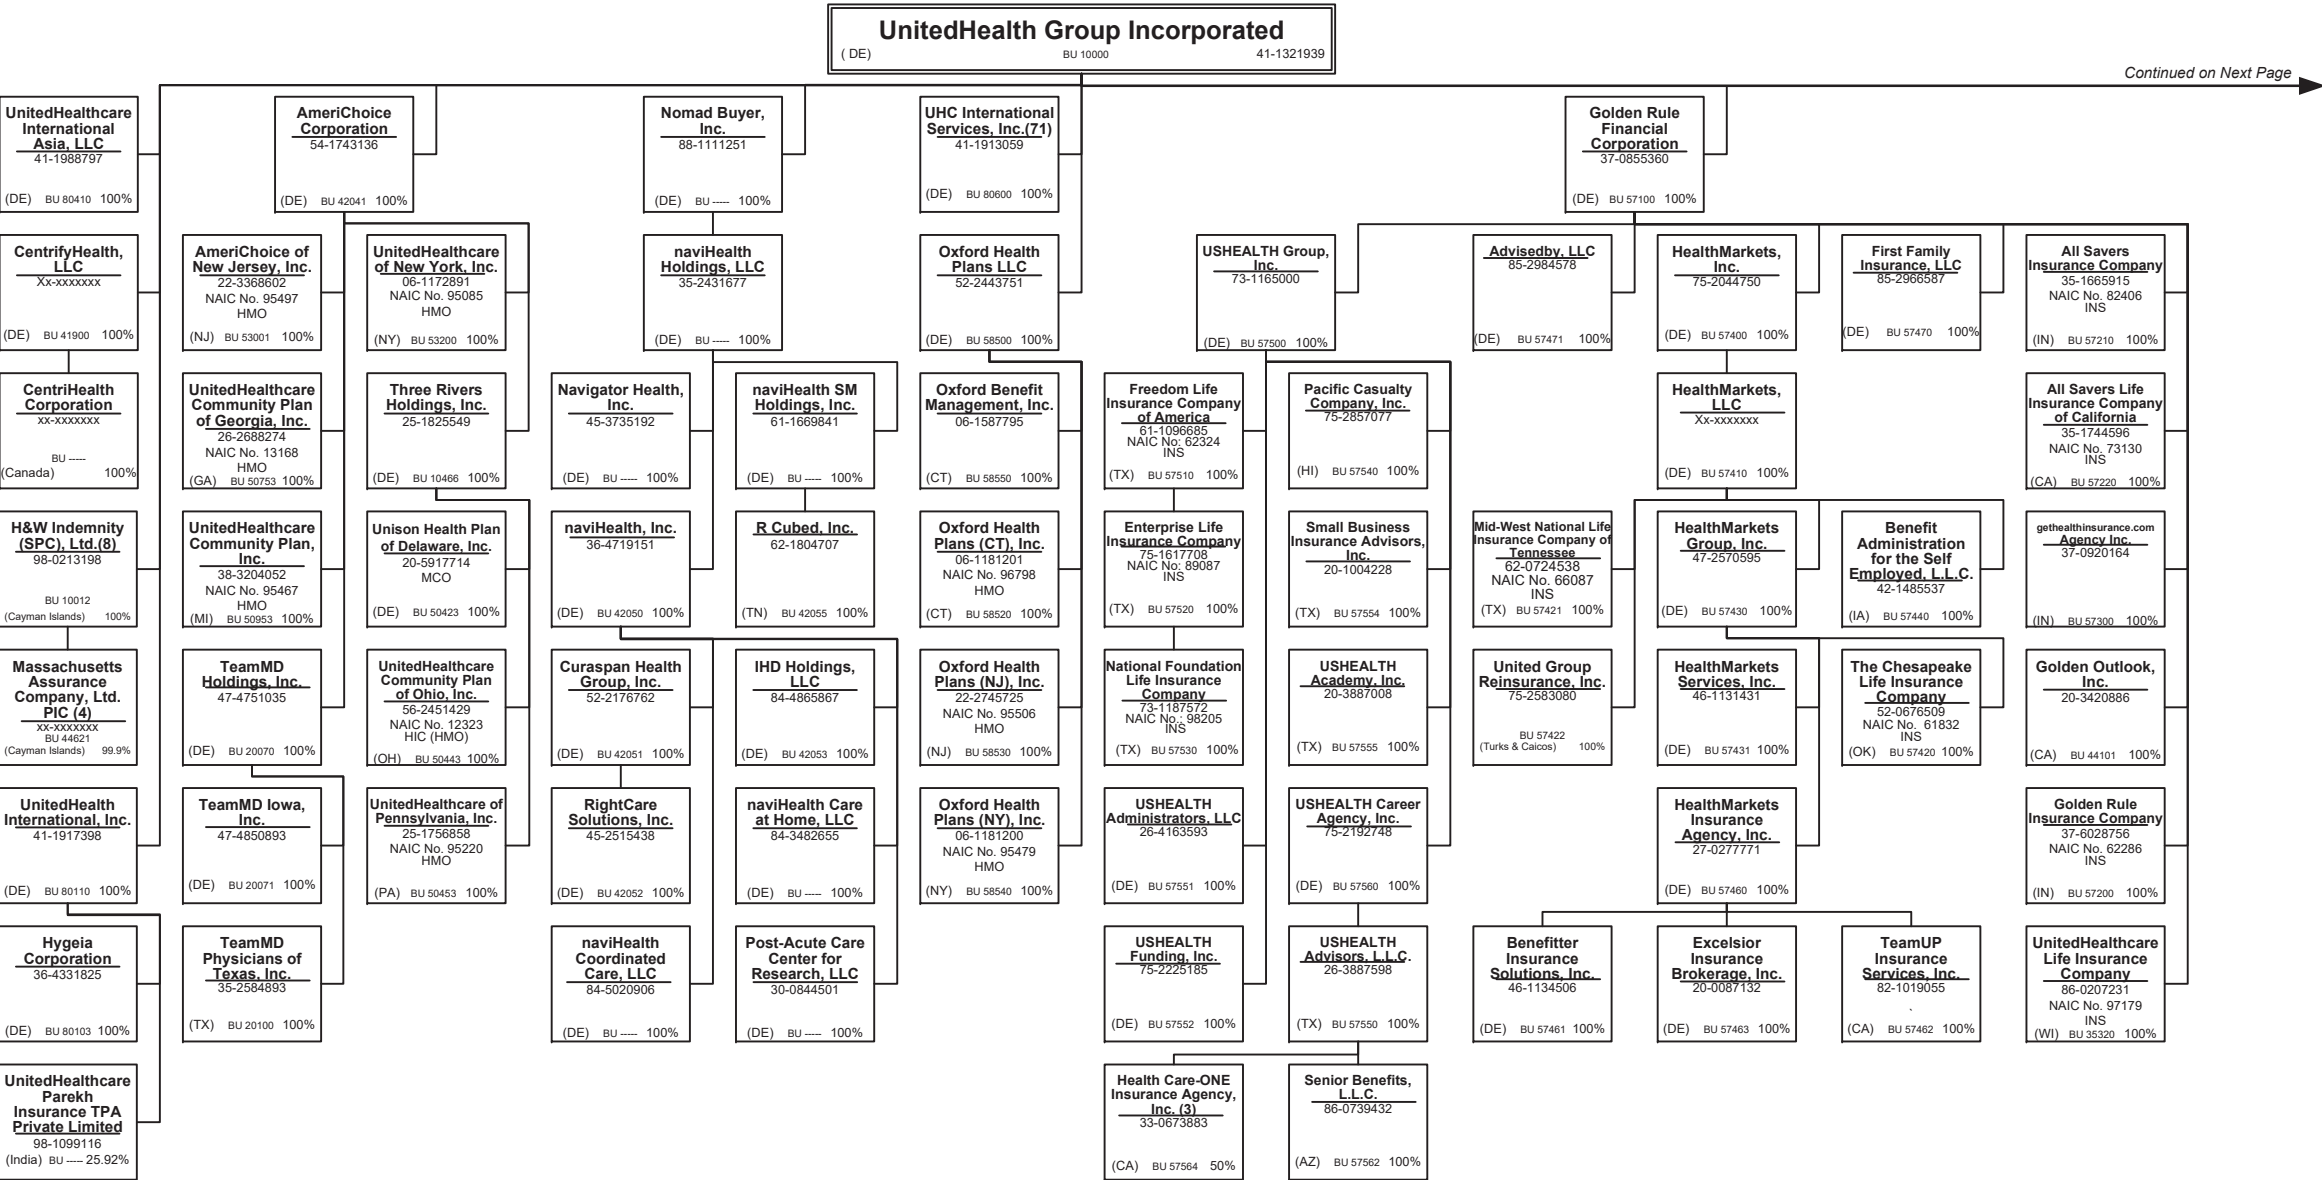 UnitedHealth Group Incorporated
( DE) BU 10000 41-1321939
Continued on Next Page
UnitedHealthcare
International
Asia, LLC
41-1988797
(DE) BU 80410 100%
AmeriChoice
Corporation
54-1743136
(DE) BU 42041 100%
Nomad Buyer,
Inc.
88-1111251
(DE) BU ----- 100%
UHC International
Services, Inc.(71)
41-1913059
(DE) BU 80600 100%
Golden Rule
Financial
Corporation
37-0855360
(DE) BU 57100 100%
CentrifyHealth,
LLC
Xx-xxxxxxx
(DE) BU 41900 100%
AmeriChoice of
New Jersey, Inc.
22-3368602
NAIC No. 95497
HMO
(NJ) BU 53001 100%
UnitedHealthcare
of New York, Inc.
06-1172891
NAIC No. 95085
HMO
(NY) BU 53200 100%
naviHealth
Holdings, LLC
35-2431677
(DE) BU ----- 100%
Oxford Health
Plans LLC
52-2443751
(DE) BU 58500 100%
USHEALTH Group,
Inc.
73-1165000
(DE) BU 57500 100%
Advisedby, LLC
85-2984578
(DE) BU 57471 100%
HealthMarkets,
Inc.
75-2044750
(DE) BU 57400 100%
First Family
Insurance, LLC
85-2966587
(DE) BU 57470 100%
All Savers
Insurance Company
35-1665915
NAIC No. 82406
INS
(IN) BU 57210 100%
CentriHealth
Corporation
xx-xxxxxxx
BU -----
(Canada) 100%
UnitedHealthcare
Community Plan
of Georgia, Inc.
26-2688274
NAIC No. 13168
HMO
(GA) BU 50753 100%
Three Rivers
Holdings, Inc.
25-1825549
(DE) BU 10466 100%
Navigator Health,
Inc.
45-3735192
(DE) BU ----- 100%
naviHealth SM
Holdings, Inc.
61-1669841
(DE) BU ----- 100%
Oxford Benefit
Management, Inc.
06-1587795
(CT) BU 58550 100%
Freedom Life
Insurance Company
of America
61-1096685
NAIC No: 62324
INS
(TX) BU 57510 100%
Pacific Casualty
Company, Inc.
75-2857077
(HI) BU 57540 100%
HealthMarkets,
LLC
Xx-xxxxxxx
(DE) BU 57410 100%
All Savers Life
Insurance Company
of California
35-1744596
NAIC No. 73130
INS
(CA) BU 57220 100%
H&W Indemnity
(SPC), Ltd.(8)
98-0213198
BU 10012
(Cayman Islands) 100%
UnitedHealthcare
Community Plan,
Inc.
38-3204052
NAIC No. 95467
HMO
(MI) BU 50953 100%
Unison Health Plan
of Delaware, Inc.
20-5917714
MCO
(DE) BU 50423 100%
naviHealth, Inc.
36-4719151
(DE) BU 42050 100%
R Cubed, Inc.
62-1804707
(TN) BU 42055 100%
Oxford Health
Plans (CT), Inc.
06-1181201
NAIC No. 96798
HMO
(CT) BU 58520 100%
Enterprise Life
Insurance Company
75-1617708
NAIC No: 89087
INS
(TX) BU 57520 100%
Small Business
Insurance Advisors,
Inc.
20-1004228
(TX) BU 57554 100%
Mid-West National Life
Insurance Company of
Tennessee
62-0724538
NAIC No. 66087
INS
(TX) BU 57421 100%
HealthMarkets
Group, Inc.
47-2570595
(DE) BU 57430 100%
Benefit
Administration
for the Self
Employed, L.L.C.
42-1485537
(IA) BU 57440 100%
gethealthinsurance.com
Agency Inc.
37-0920164
(IN) BU 57300 100%
Massachusetts
Assurance
Company, Ltd.
PIC (4)
xx-xxxxxxx
BU 44621
(Cayman Islands) 99.9%
TeamMD
Holdings, Inc.
47-4751035
(DE) BU 20070 100%
UnitedHealthcare
Community Plan
of Ohio, Inc.
56-2451429
NAIC No. 12323
HIC (HMO)
(OH) BU 50443 100%
Curaspan Health
Group, Inc.
52-2176762
(DE) BU 42051 100%
IHD Holdings,
LLC
84-4865867
(DE) BU 42053 100%
Oxford Health
Plans (NJ), Inc.
22-2745725
NAIC No. 95506
HMO
(NJ) BU 58530 100%
National Foundation
Life Insurance
Company
73-1187572
NAIC No.: 98205
INS
(TX) BU 57530 100%
USHEALTH
Academy, Inc.
20-3887008
(TX) BU 57555 100%
United Group
Reinsurance, Inc.
75-2583080
BU 57422
(Turks & Caicos) 100%
HealthMarkets
Services, Inc.
46-1131431
(DE) BU 57431 100%
The Chesapeake
Life Insurance
Company
52-0676509
NAIC No. 61832
INS
(OK) BU 57420 100%
Golden Outlook,
Inc.
20-3420886
(CA) BU 44101 100%
UnitedHealth
International, Inc.
41-1917398
(DE) BU 80110 100%
TeamMD Iowa,
Inc.
47-4850893
(DE) BU 20071 100%
UnitedHealthcare of
Pennsylvania, Inc.
25-1756858
NAIC No. 95220
HMO
(PA) BU 50453 100%
RightCare
Solutions, Inc.
45-2515438
(DE) BU 42052 100%
naviHealth Care
at Home, LLC
84-3482655
(DE) BU ----- 100%
Oxford Health
Plans (NY), Inc.
06-1181200
NAIC No. 95479
HMO
(NY) BU 58540 100%
USHEALTH
Administrators, LLC
26-4163593
(DE) BU 57551 100%
USHEALTH Career
Agency, Inc.
75-2192748
(DE) BU 57560 100%
HealthMarkets
Insurance
Agency, Inc.
27-0277771
(DE) BU 57460 100%
Golden Rule
Insurance Company
37-6028756
NAIC No. 62286
INS
(IN) BU 57200 100%
Hygeia
Corporation
36-4331825
(DE) BU 80103 100%
TeamMD
Physicians of
Texas, Inc.
35-2584893
(TX) BU 20100 100%
naviHealth
Coordinated
Care, LLC
84-5020906
(DE) BU ----- 100%
Post-Acute Care
Center for
Research, LLC
30-0844501
(DE) BU ----- 100%
USHEALTH
Funding, Inc.
75-2225185
(DE) BU 57552 100%
USHEALTH
Advisors, L.L.C.
26-3887598
(TX) BU 57550 100%
Benefitter
Insurance
Solutions, Inc.
46-1134506
(DE) BU 57461 100%
Excelsior
Insurance
Brokerage, Inc.
20-0087132
(DE) BU 57463 100%
TeamUP
Insurance
Services, Inc.
82-1019055
.
(CA) BU 57462 100%
UnitedHealthcare
Life Insurance
Company
86-0207231
NAIC No. 97179
INS
(WI) BU 35320 100%
UnitedHealthcare
Parekh
Insurance TPA
Private Limited
98-1099116
(India) BU ----- 25.92%
Health Care-ONE
Insurance Agency,
Inc. (3)
33-0673883
(CA) BU 57564 50%
Senior Benefits,
L.L.C.
86-0739432
(AZ) BU 57562 100%